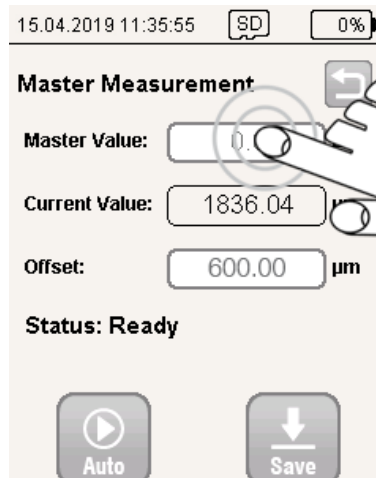 15.04.2019 11:35:55 SD 0%
Master Measurement
Master Value: 0.
Current Value: 1836.04
Offset: 600.00 µm
Status: Ready
Auto Save